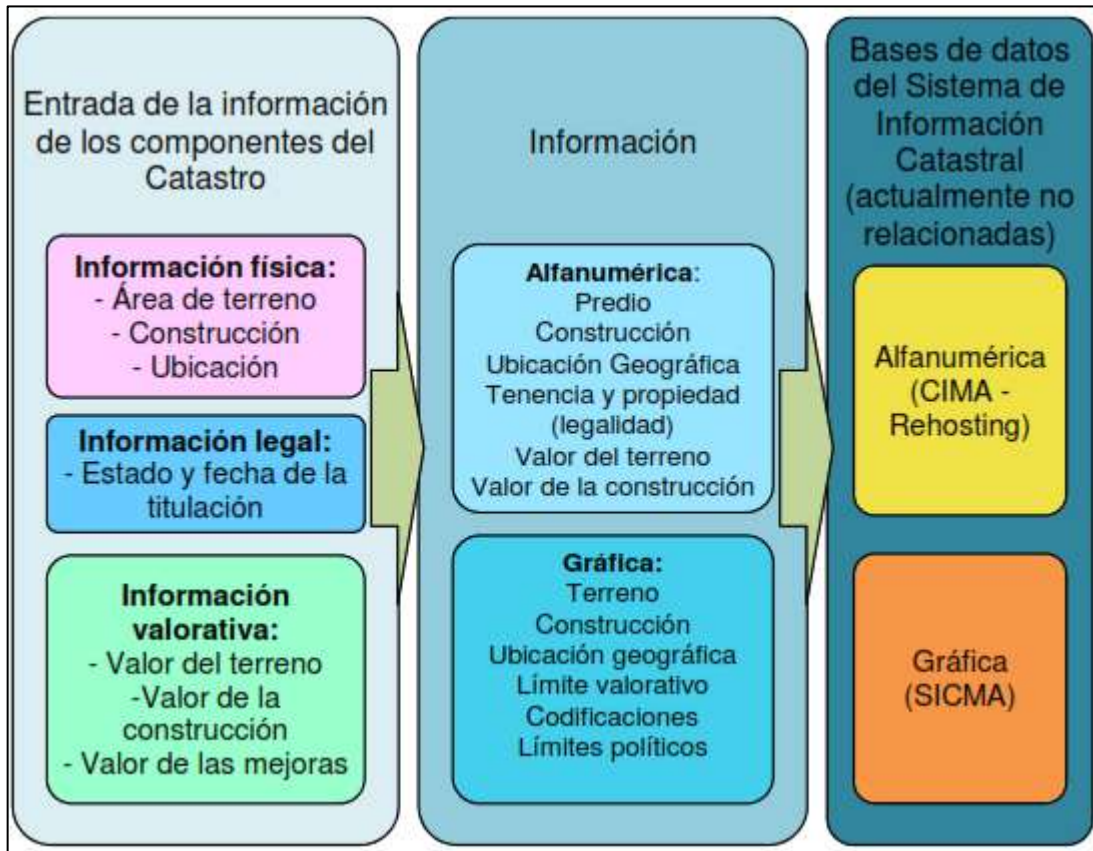 Entrada de la información
de los componentes del
Catastro
Información física:
- Área de terreno
- Construcción
- Ubicación
Información legal:
- Estado y fecha de la
titulación
Información
valorativa:
- Valor del terreno
-Valor de la
construcción
- Valor de las mejoras
Información
Alfanumérica:
Predio
Construcción
Ubicación Geográfica
Tenencia y propiedad
(legalidad)
Valor del terreno
Valor de la construcción
Gráfica:
Terreno
Construcción
Ubicación geográfica
Límite valorativo
Codificaciones
Límites políticos
Bases de datos
del Sistema de
Información
Catastral
(actualmente no
relacionadas)
Alfanumérica
(CIMA -
Rehosting)
Gráfica
(SICMA)